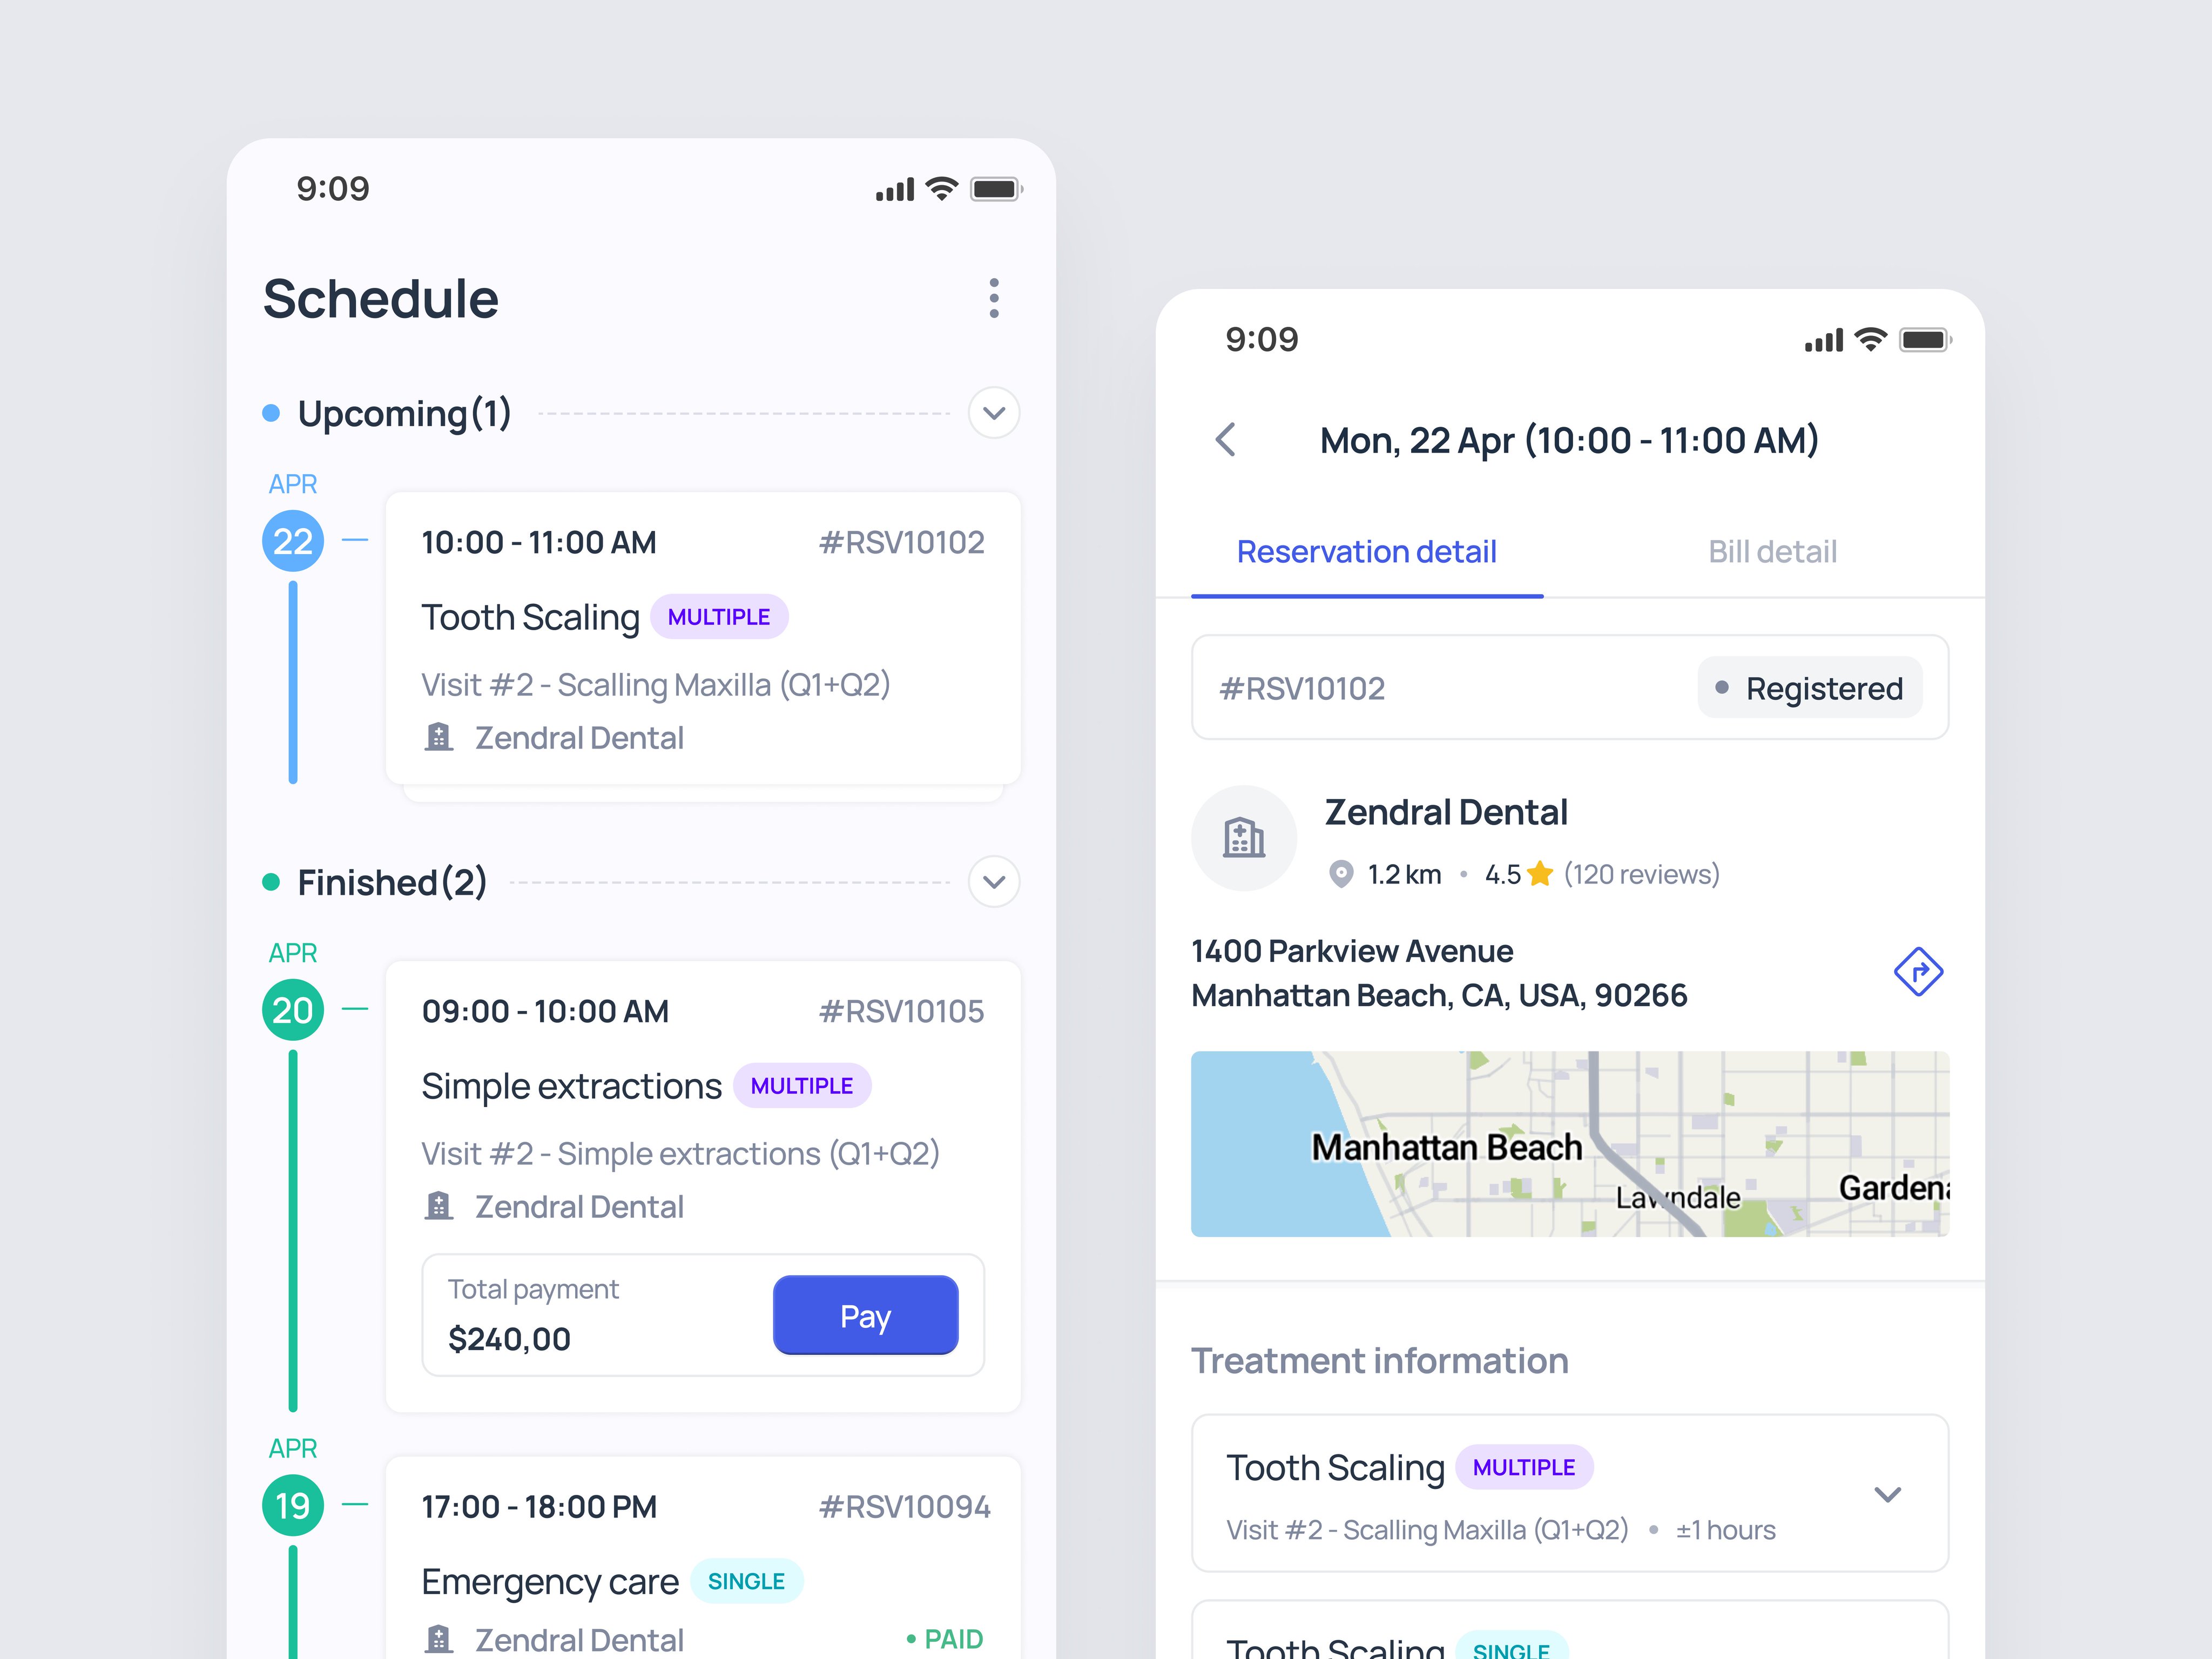 9:09
Schedule
Upcoming(1)
APR
22
10:00 - 11:00 AM #RSV10102
Tooth Scaling MULTIPLE
Visit #2 - Scalling Maxilla (Q1+Q2)
Zendral Dental
Finished(2)
APR
20
09:00 - 10:00 AM #RSV10105
Simple extractions MULTIPLE
Visit #2 - Simple extractions (Q1+Q2)
Zendral Dental
Total payment
$240,00
Pay
APR
19
17:00 - 18:00 PM #RSV10094
Emergency care SINGLE
Zendral Dental • PAID
9:09
Mon, 22 Apr (10:00 - 11:00 AM)
Reservation detail Bill detail
#RSV10102 • Registered
Zendral Dental
1.2 km • 4.5 (120 reviews)
1400 Parkview Avenue
Manhattan Beach, CA, USA, 90266
Manhattan Beach
Lawndale
Gardena
Treatment information
Tooth Scaling MULTIPLE
Visit #2 - Scalling Maxilla (Q1+Q2) • ±1 hours
Tooth Scaling SINGLE